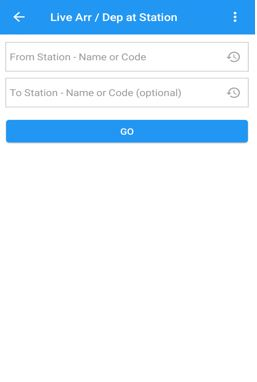 Live Arr / Dep at Station
From Station - Name or Code
To Station - Name or Code (optional)
GO